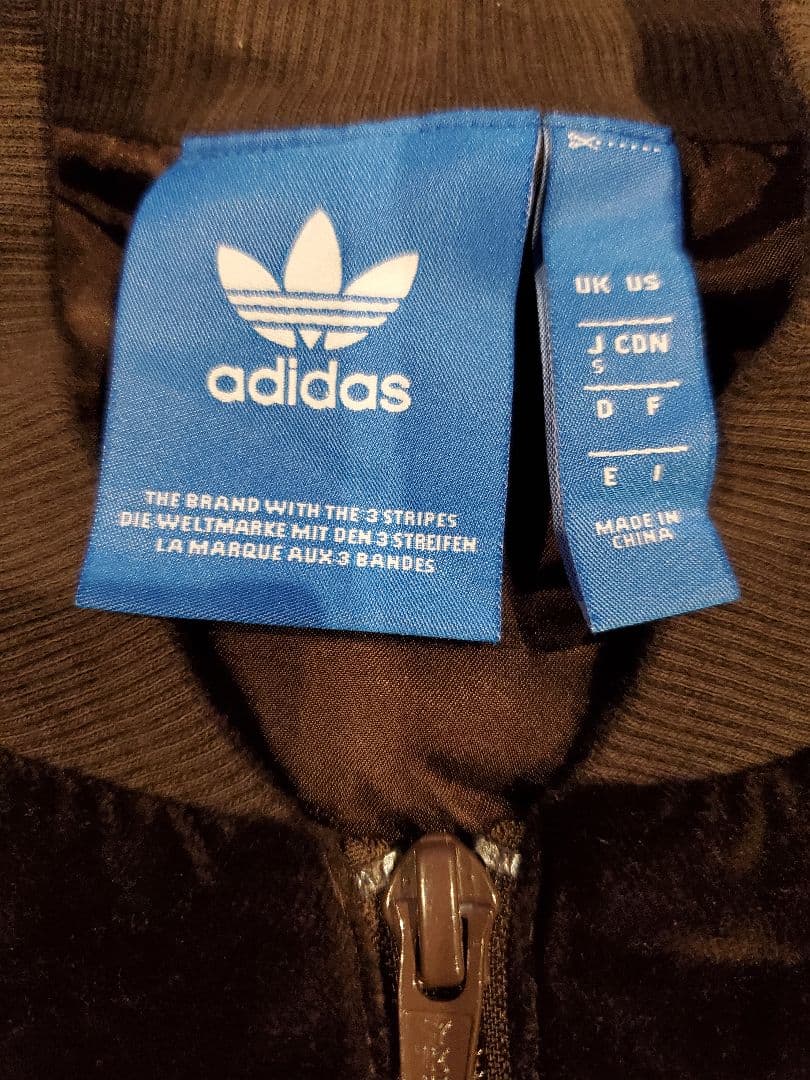 adidas
THE BRAND WITH THE 3 STRIPES
DIE WELTMARKE MIT DEN 3 STREIFEN
LA MARQUE AUX 3 BANDES
UK US
J CDN
S
D F
E I
MADE IN
CHINA